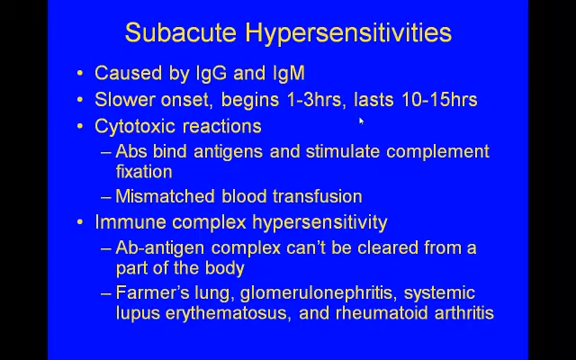 Subacute Hypersensitivities
• Caused by IgG and IgM
• Slower onset, begins 1-3hrs, lasts 10-15hrs
• Cytotoxic reactions
– Abs bind antigens and stimulate complement
fixation
– Mismatched blood transfusion
• Immune complex hypersensitivity
– Ab-antigen complex can't be cleared from a
part of the body
– Farmer's lung, glomerulonephritis, systemic
lupus erythematosus, and rheumatoid arthritis